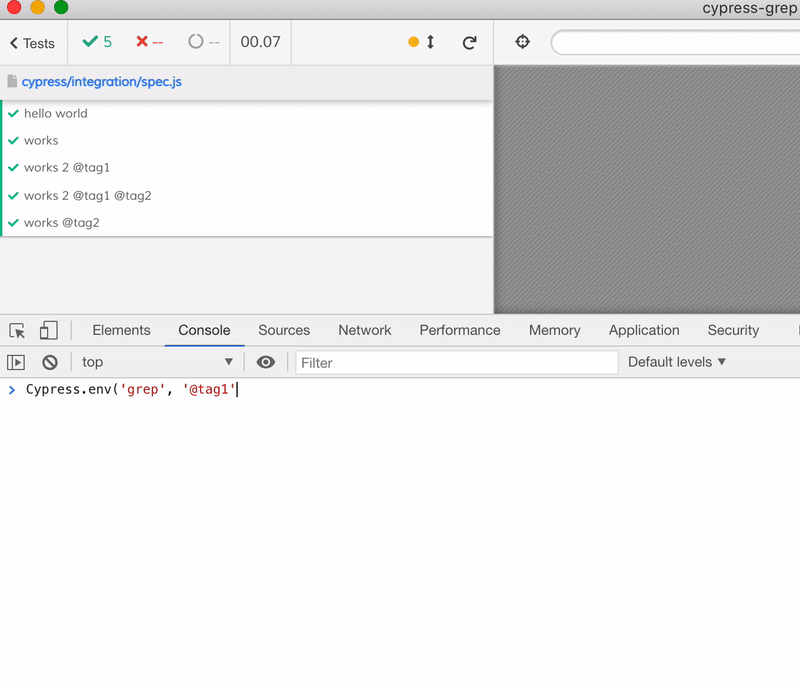 cypress-grep
Tests 5 -- -- 00.07
cypress/integration/spec.js
hello world
works
works 2 @tag1
works 2 @tag1 @tag2
works @tag2
Elements Console Sources Network Performance Memory Application Security
top Filter Default levels
> Cypress.env('grep', '@tag1'